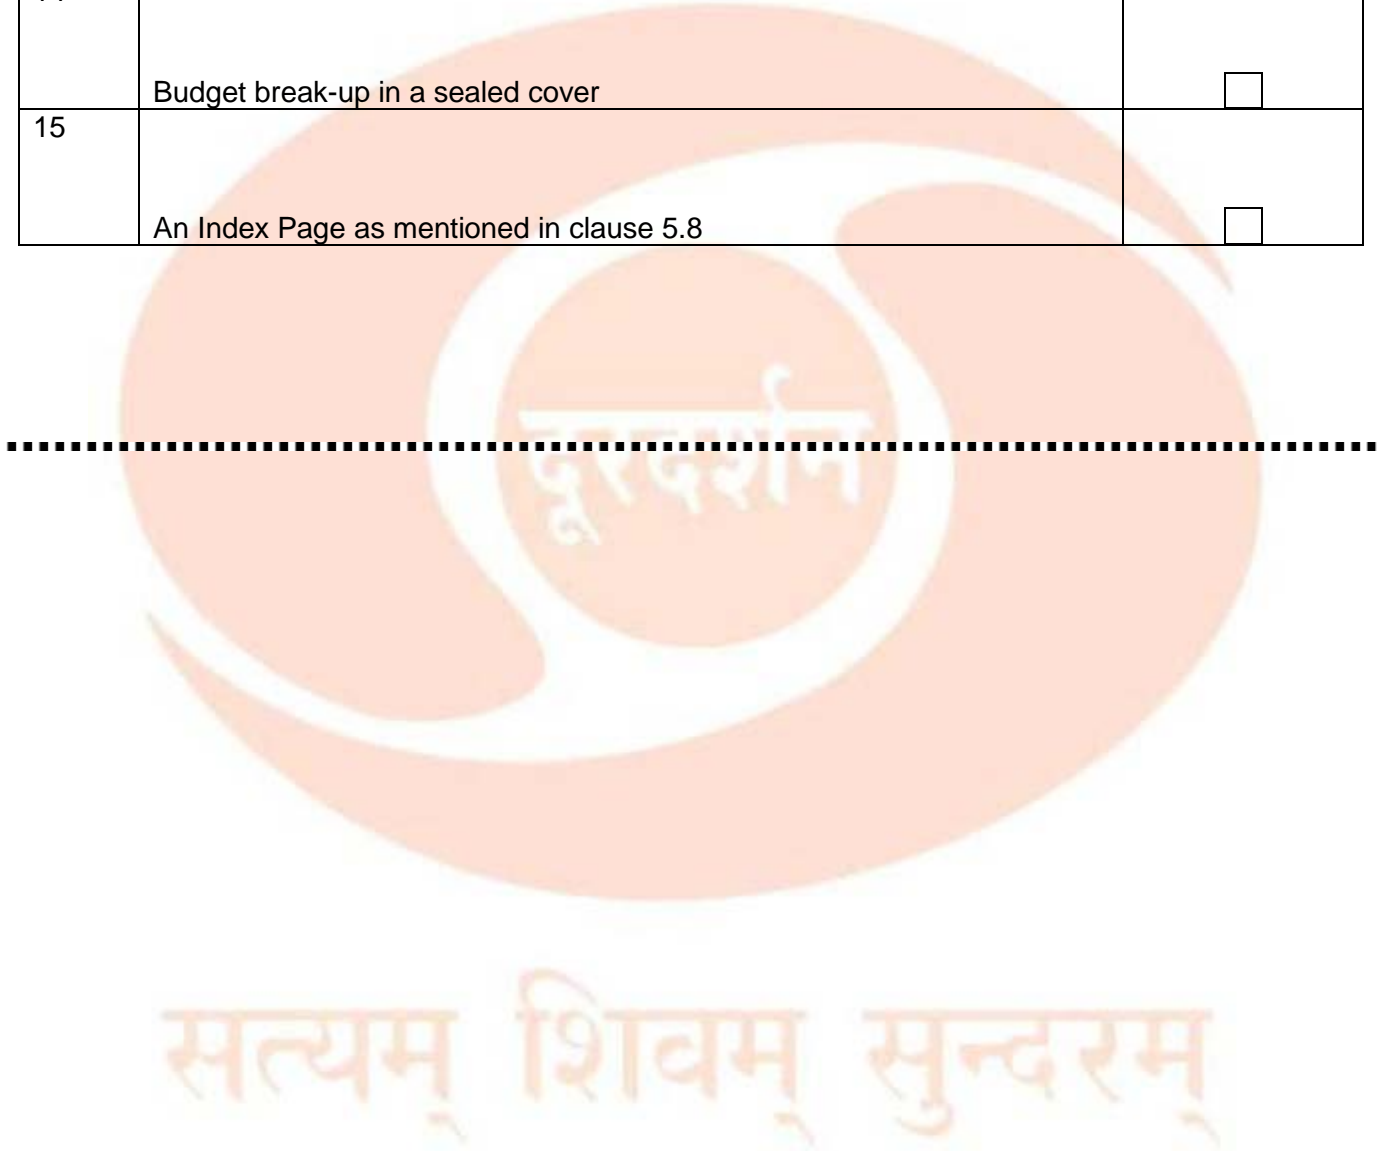 Budget break-up in a sealed cover
15
An Index Page as mentioned in clause 5.8
दूरदर्शन
सत्यम् शिवम् सुन्दरम्